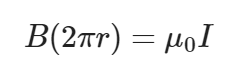 B(2πr) = μ₀I